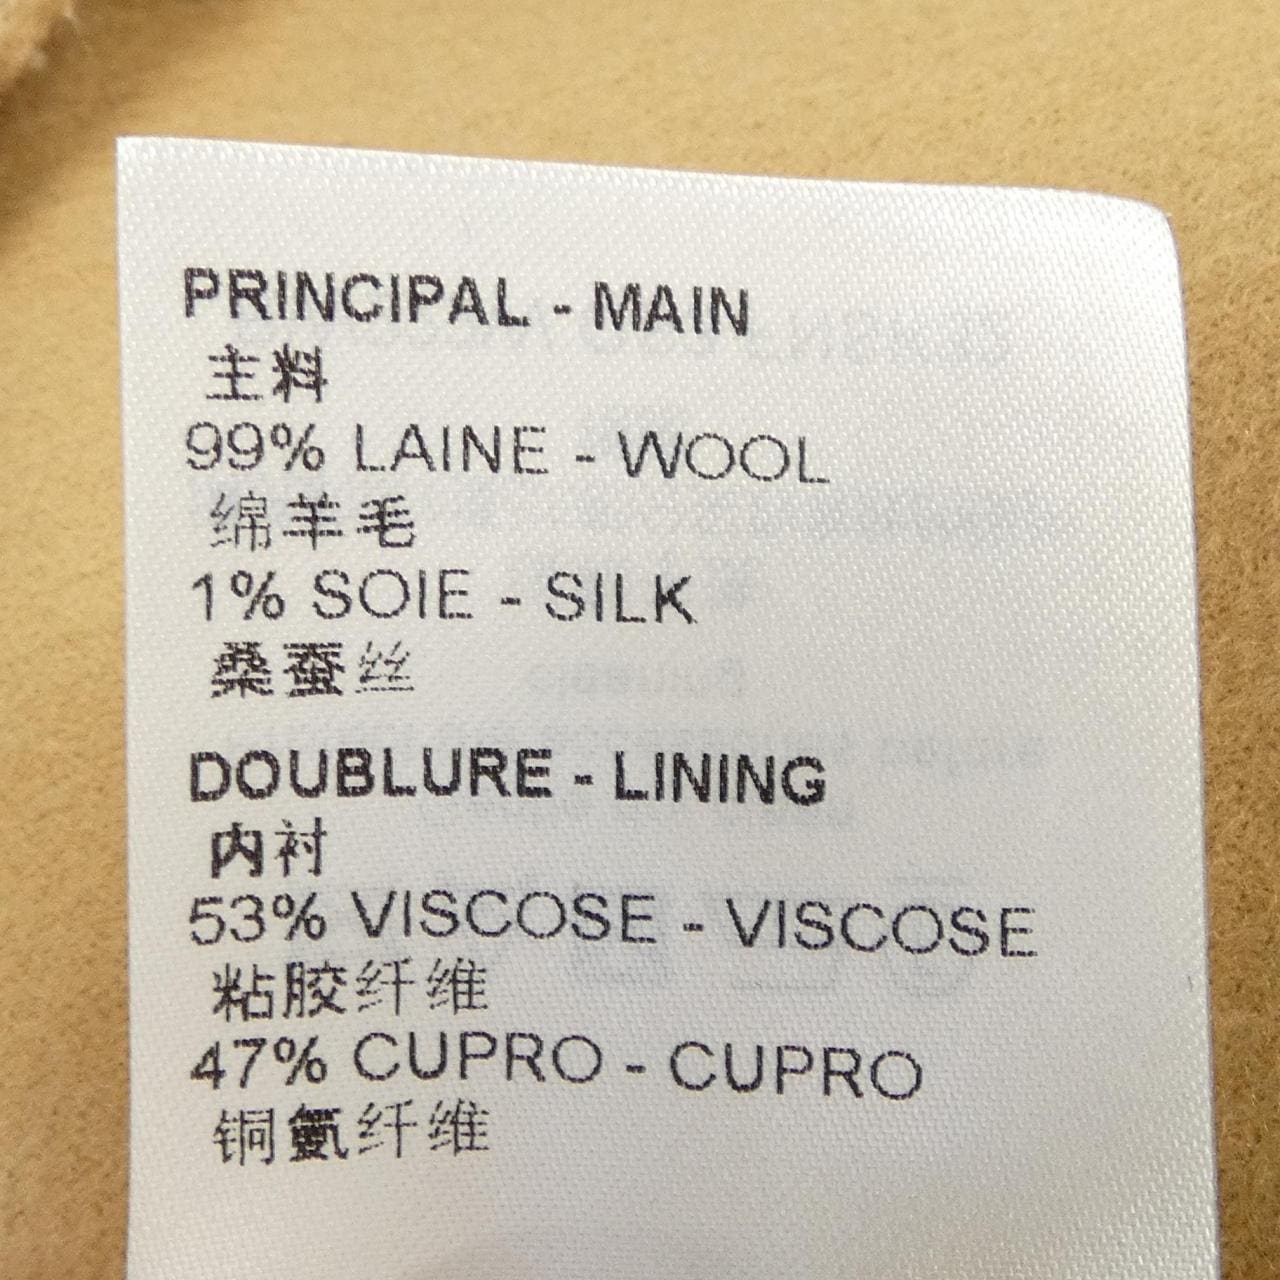 PRINCIPAL - MAIN
主料
99% LAINE - WOOL
绵羊毛
1% SOIE - SILK
桑蚕丝
DOUBLURE - LINING
内衬
53% VISCOSE - VISCOSE
粘胶纤维
47% CUPRO - CUPRO
铜氨纤维